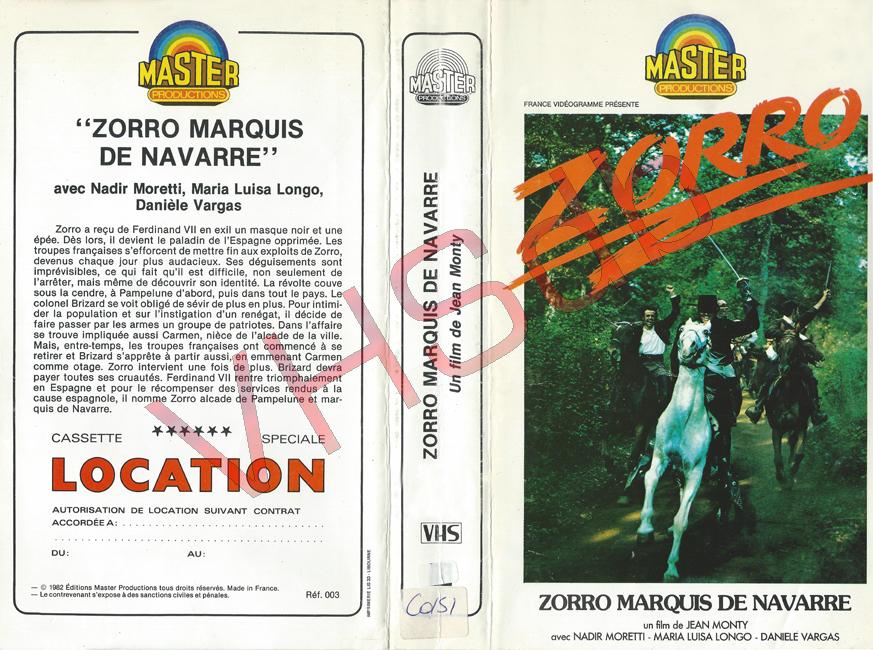 MASTER
PRODUCTIONS
“ZORRO MARQUIS
DE NAVARRE”
avec Nadir Moretti, Maria Luisa Longo,
Danièle Vargas
Zorro a reçu de Ferdinand VII en exil un masque noir et une
épée. Dès lors, il devient le paladin de l'Espagne opprimée. Les
troupes françaises s'efforcent de mettre fin aux exploits de Zorro,
devenus chaque jour plus audacieux. Ses déguisements sont
imprévisibles, ce qui fait qu'il est difficile, non seulement de
l'arrêter, mais même de découvrir son identité. La révolte couve
sous la cendre, à Pampelune d'abord, puis dans tout le pays. Le
colonel Brizard se voit obligé de sévir de plus en plus. Pour intimi-
der la population et sur l'instigation d'un renégat, il décide de
faire passer par les armes un groupe de patriotes. Dans l'affaire
se trouve impliquée aussi Carmen, nièce de l'alcade de la ville.
Mais, entre-temps, les troupes françaises ont commencé à se
retirer et Brizard s'apprête à partir aussi, en emmenant Carmen
comme otage. Zorro intervient une fois de plus. Brizard devra
payer toutes ses cruautés. Ferdinand VII rentre triomphalement
en Espagne et pour le récompenser des services rendus à la
cause espagnole, il nomme Zorro alcade de Pampelune et mar-
quis de Navarre.
CASSETTE ★★★★★★ SPECIALE
LOCATION
AUTORISATION DE LOCATION SUIVANT CONTRAT
ACCORDÉE A :
DU : AU :
— © 1982 Éditions Master Productions tous droits réservés. Made in France.
— Le contrevenant s'expose à des sanctions civiles et pénales.
Réf. 003
IMPRIMERIE LIS 33 - LIBOURNE
MASTER
PRODUCTIONS
ZORRO MARQUIS DE NAVARRE
Un film de Jean Monty
VHS
MASTER
PRODUCTIONS
FRANCE VIDÉOGRAMME PRÉSENTE
ZORRO
ZORRO MARQUIS DE NAVARRE
un film de JEAN MONTY
avec NADIR MORETTI - MARIA LUISA LONGO - DANIELE VARGAS